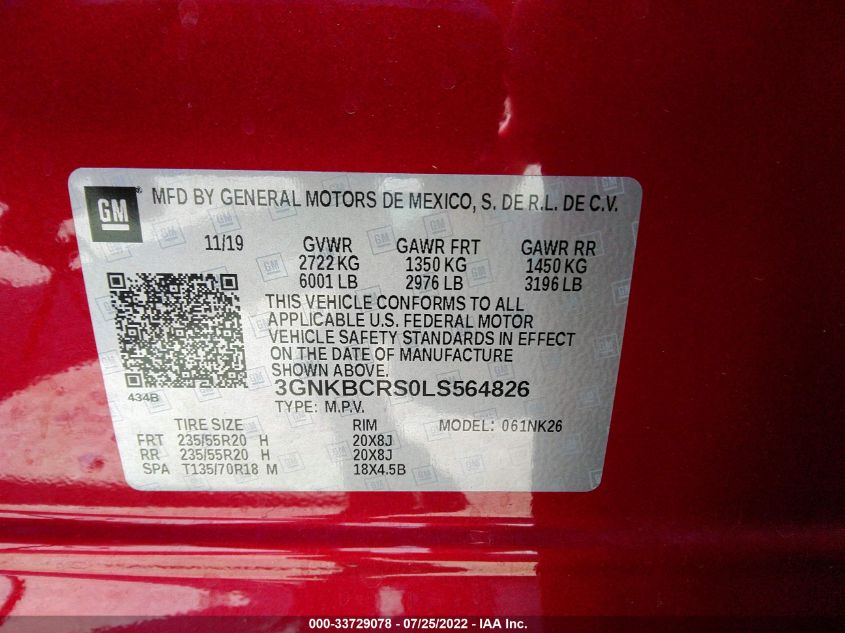 GM
MFD BY GENERAL MOTORS DE MEXICO, S. DE R.L. DE C.V.
11/19 GVWR GAWR FRT GAWR RR
2722 KG 1350 KG 1450 KG
6001 LB 2976 LB 3196 LB
THIS VEHICLE CONFORMS TO ALL
APPLICABLE U.S. FEDERAL MOTOR
VEHICLE SAFETY STANDARDS IN EFFECT
ON THE DATE OF MANUFACTURE
SHOWN ABOVE.
3GNKBCRS0LS564826
434B
TYPE: M.P.V.
TIRE SIZE RIM MODEL: 061NK26
FRT 235/55R20 H 20X8J
RR 235/55R20 H 20X8J
SPA T135/70R18 M 18X4.5B
000-33729078 - 07/25/2022 - IAA Inc.